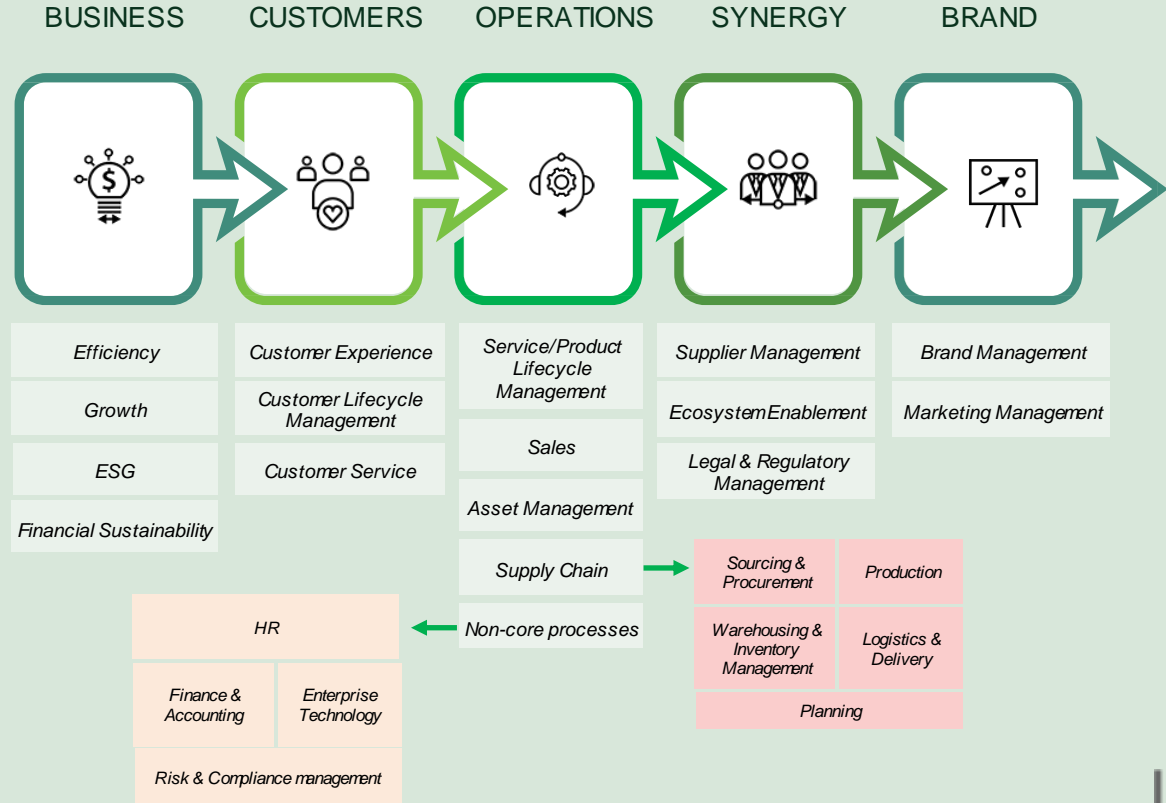 BUSINESS
CUSTOMERS
OPERATIONS
SYNERGY
BRAND
$
Efficiency
Growth
ESG
Financial Sustainability
Customer Experience
Customer Lifecycle
Management
Customer Service
Service/Product
Lifecycle
Management
Sales
Asset Management
Supply Chain
Non-core processes
Supplier Management
Ecosystem Enablement
Legal & Regulatory
Management
Brand Management
Marketing Management
Sourcing &
Procurement
Production
Warehousing &
Inventory
Management
Logistics &
Delivery
Planning
HR
Finance &
Accounting
Enterprise
Technology
Risk & Compliance management